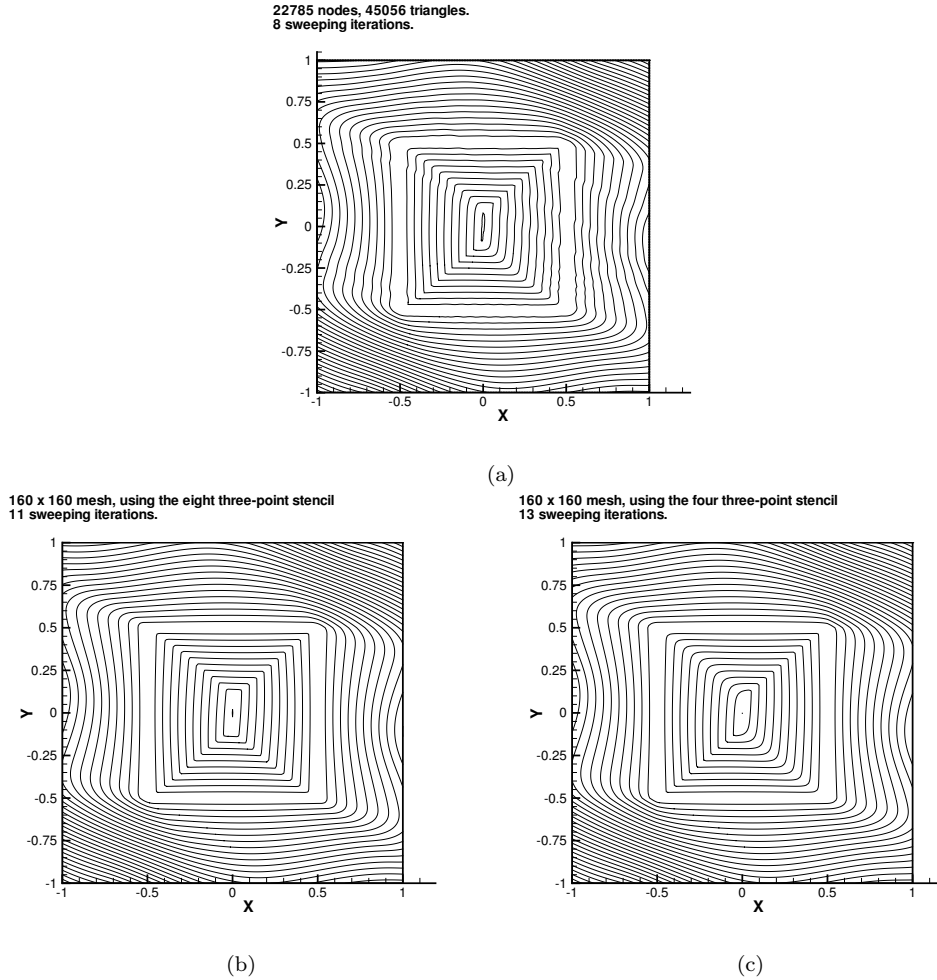 22785 nodes, 45056 triangles.
8 sweeping iterations.
1
0.75
0.5
0.25
0
-0.25
-0.5
-0.75
-1
Y
-1 -0.5 0 0.5 1
X
(a)
160 x 160 mesh, using the eight three-point stencil
11 sweeping iterations.
1
0.75
0.5
0.25
0
-0.25
-0.5
-0.75
-1
Y
-1 -0.5 0 0.5 1
X
(b)
160 x 160 mesh, using the four three-point stencil
13 sweeping iterations.
1
0.75
0.5
0.25
0
-0.25
-0.5
-0.75
-1
Y
-1 -0.5 0 0.5 1
X
(c)